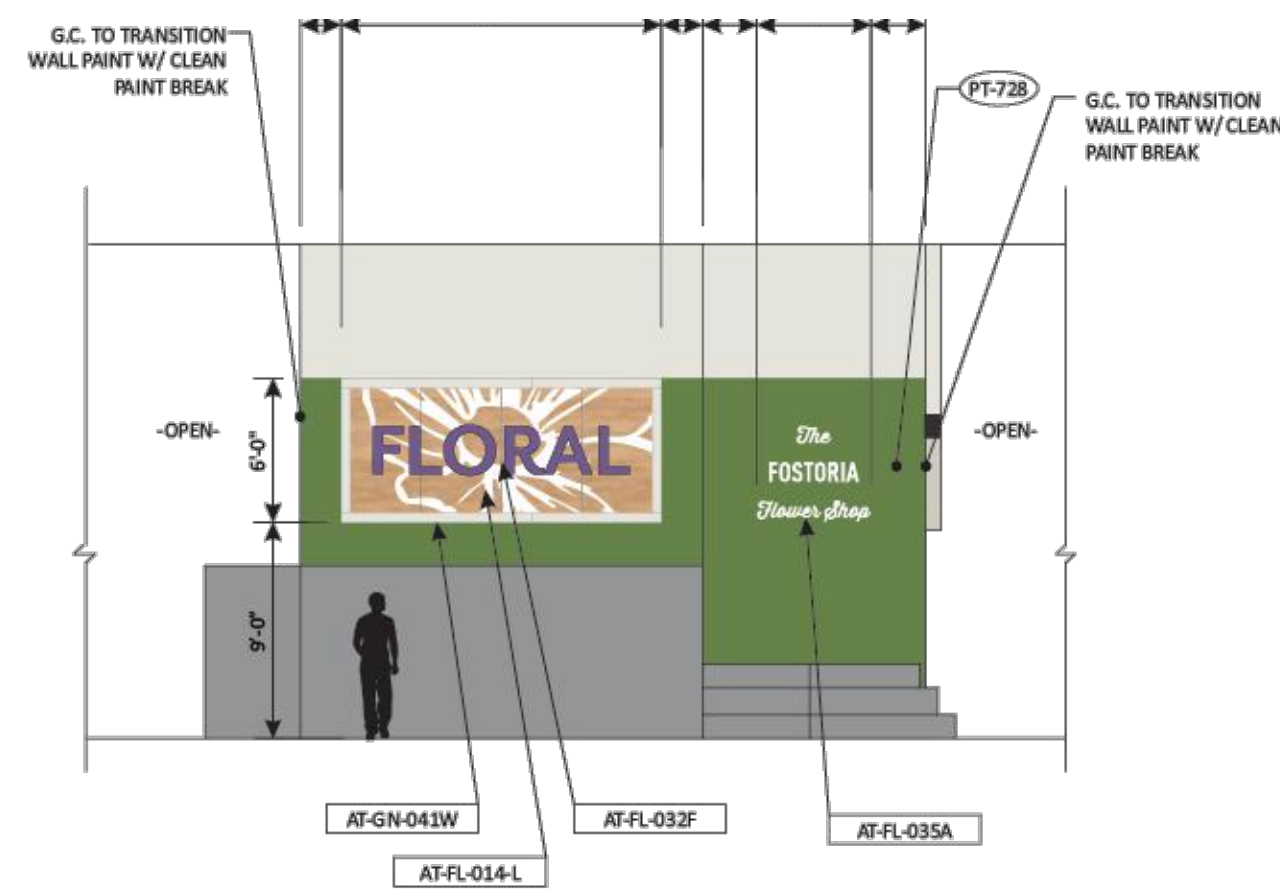 G.C. TO TRANSITION
WALL PAINT W/ CLEAN
PAINT BREAK
PT-728
G.C. TO TRANSITION
WALL PAINT W/ CLEAN
PAINT BREAK
-OPEN-
6'-0"
FLORAL
The
FOSTORIA
Flower Shop
-OPEN-
9'-0"
AT-GN-041W
AT-FL-032F
AT-FL-035A
AT-FL-014-L